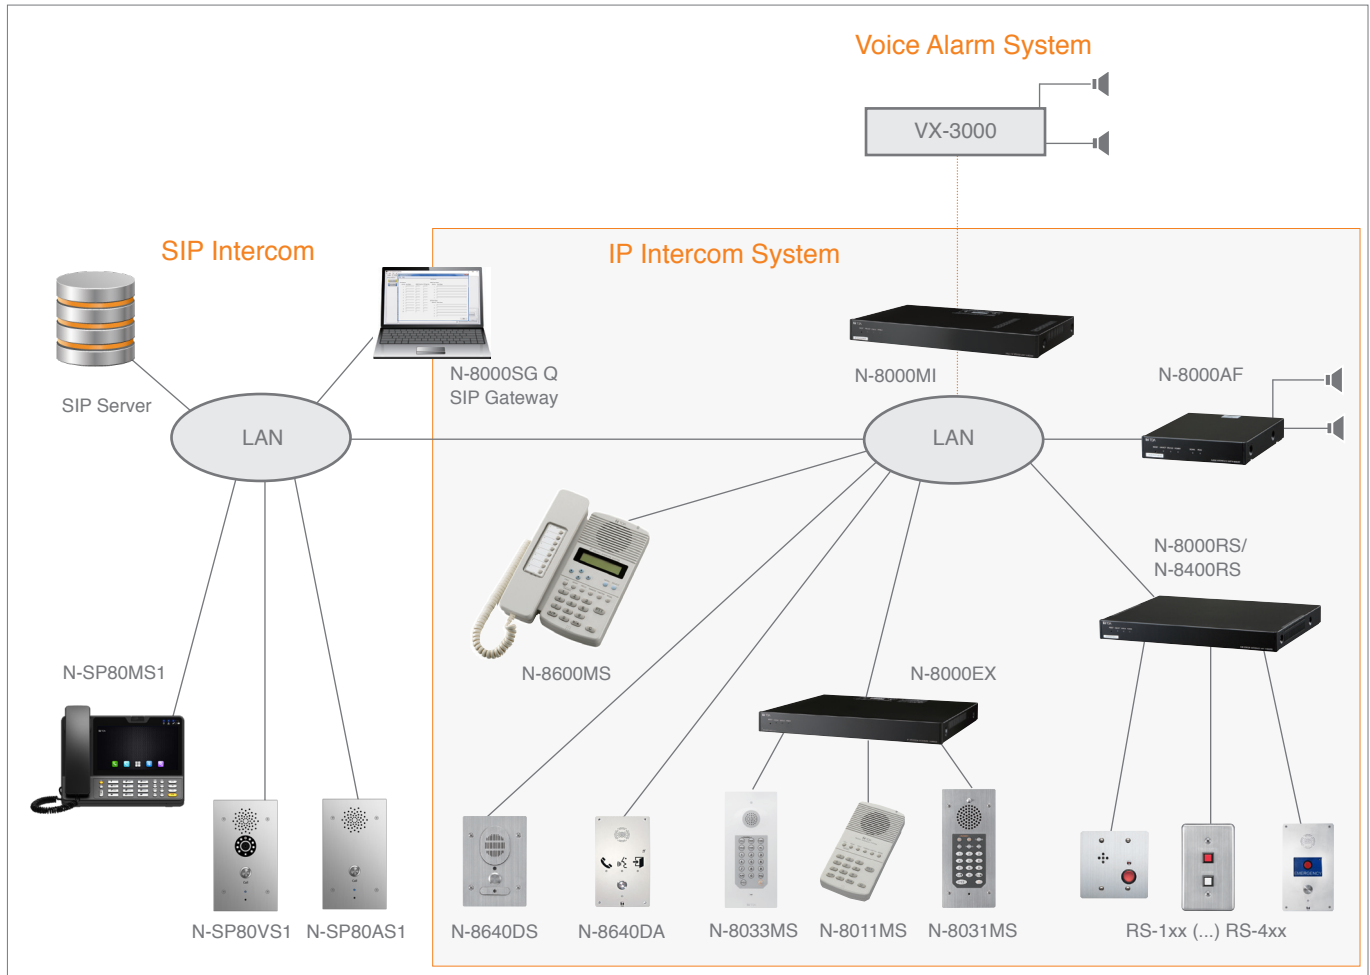 Voice Alarm System
VX-3000
SIP Intercom
IP Intercom System
N-8000SG Q
SIP Gateway
N-8000MI
N-8000AF
SIP Server
LAN
LAN
N-8000RS/
N-8400RS
N-SP80MS1
N-8600MS
N-8000EX
EMERGENCY
N-SP80VS1
N-SP80AS1
N-8640DS
N-8640DA
N-8033MS
N-8011MS
N-8031MS
RS-1xx (...) RS-4xx